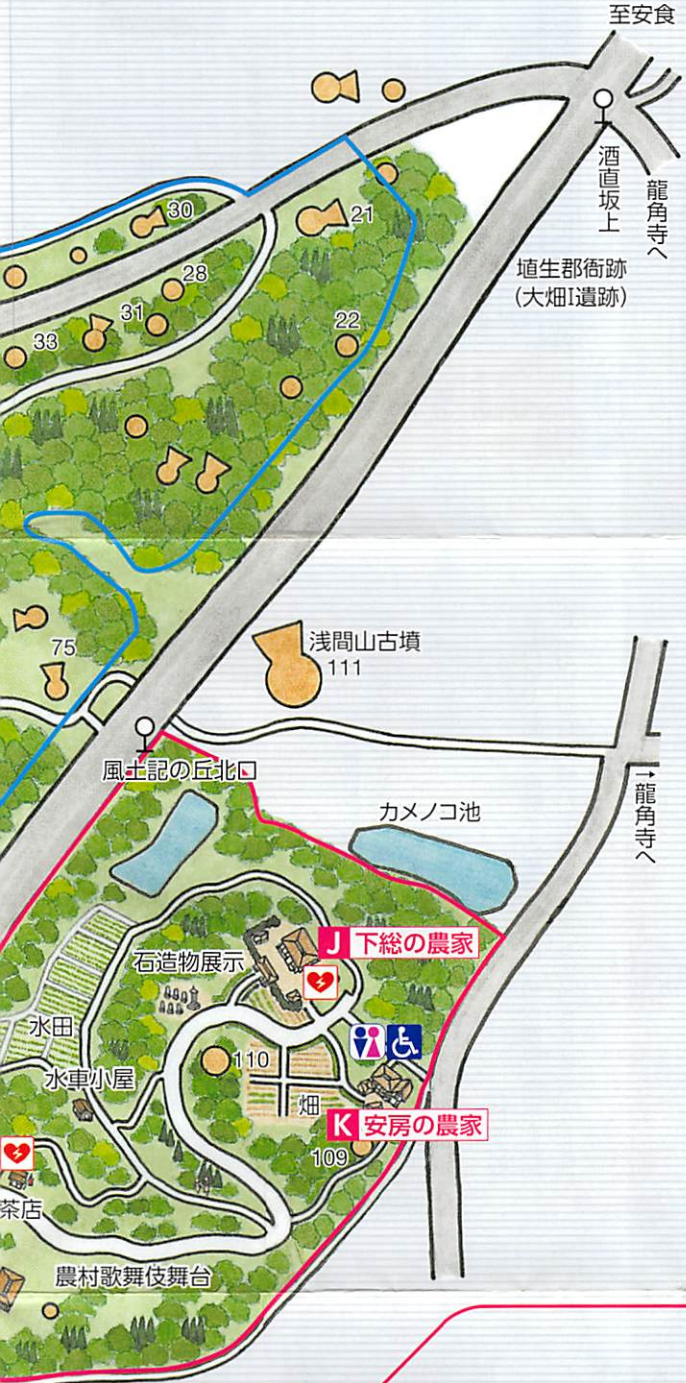 至安食
酒直坂上
龍角寺へ
埴生郡衙跡
(大畑I遺跡)
30
21
28
31
33
22
浅間山古墳
111
75
風土記の丘北口
→龍角寺へ
カメノコ池
J 下総の農家
石造物展示
水田
110
水車小屋
畑
K 安房の農家
109
茶店
農村歌舞伎舞台